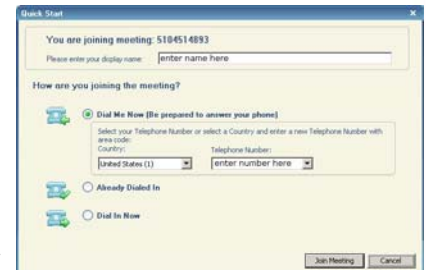 Quick Start
You are joining meeting: 5104514893
Please enter your display name: enter name here
How are you joining the meeting?
Dial Me Now (Be prepared to answer your phone)
Select your Telephone Number or select a Country and enter a new Telephone Number with
area code:
Country: Telephone Number:
United States (1) enter number here
Already Dialed In
Dial In Now
Join Meeting Cancel